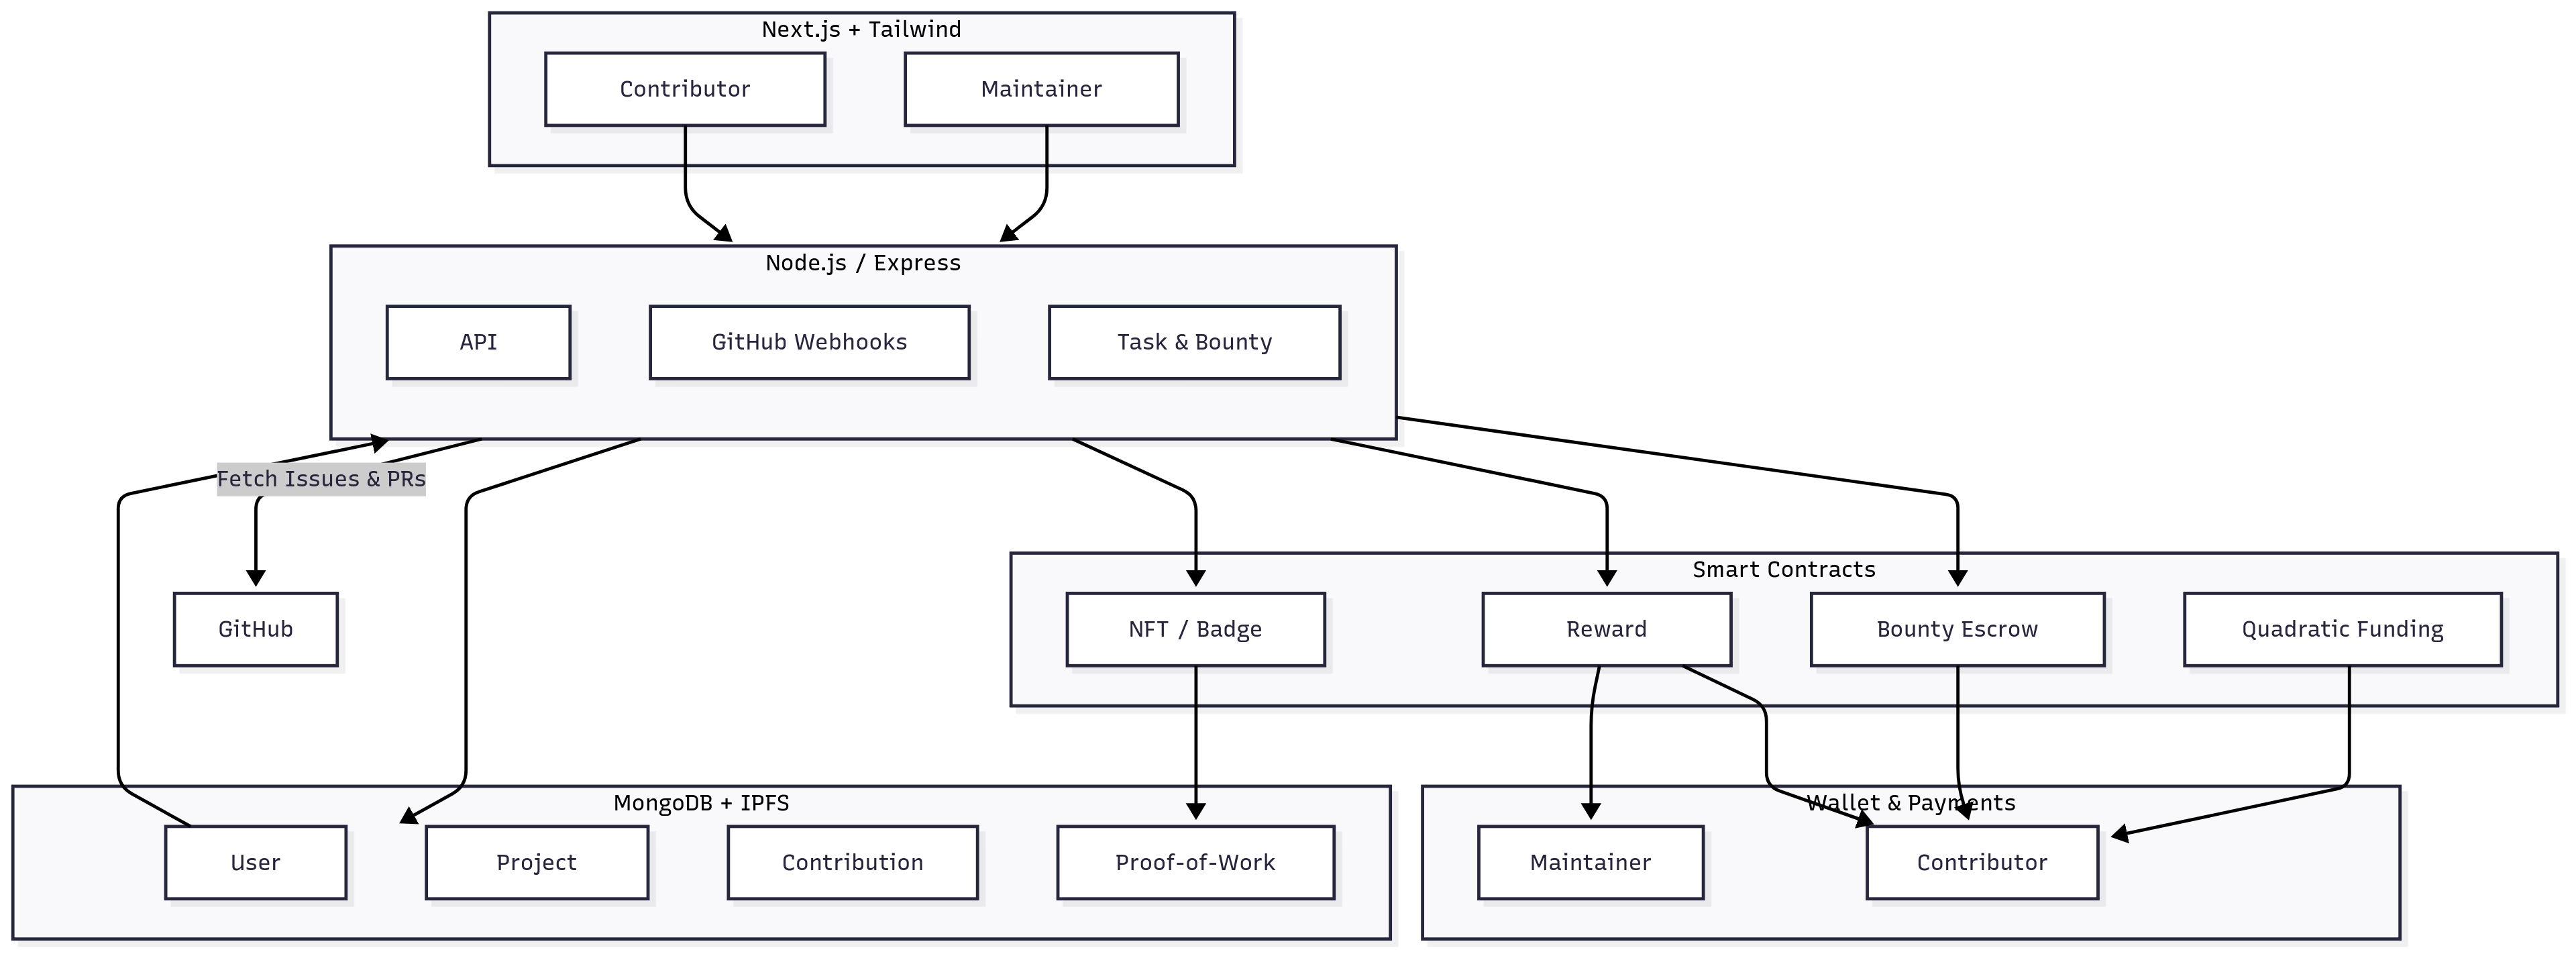 Next.js + Tailwind
Contributor
Maintainer
Node.js / Express
API
GitHub Webhooks
Task & Bounty
Fetch Issues & PRs
Smart Contracts
GitHub
NFT / Badge
Reward
Bounty Escrow
Quadratic Funding
MongoDB + IPFS
Wallet & Payments
User
Project
Contribution
Proof-of-Work
Maintainer
Contributor